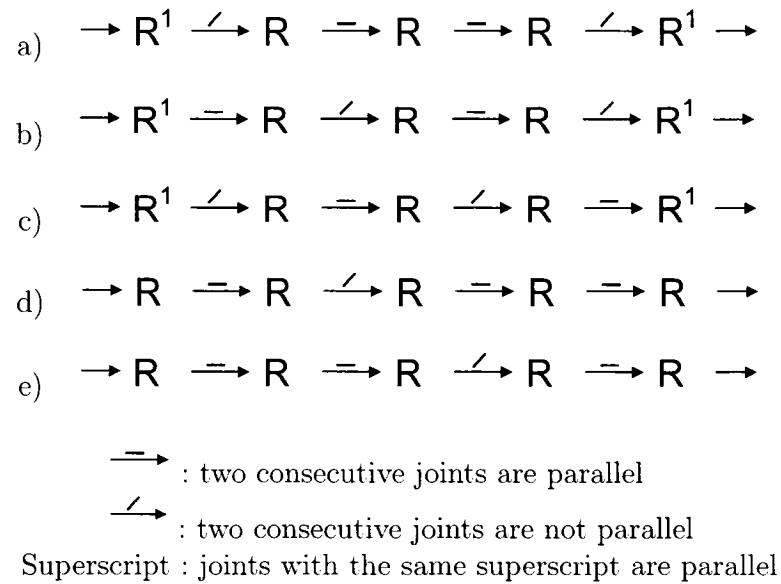 a) → R¹ → R → R → R → R¹ →
b) → R¹ → R → R → R → R¹ →
c) → R¹ → R → R → R → R¹ →
d) → R → R → R → R → R →
e) → R → R → R → R → R →
: two consecutive joints are parallel
: two consecutive joints are not parallel
Superscript : joints with the same superscript are parallel